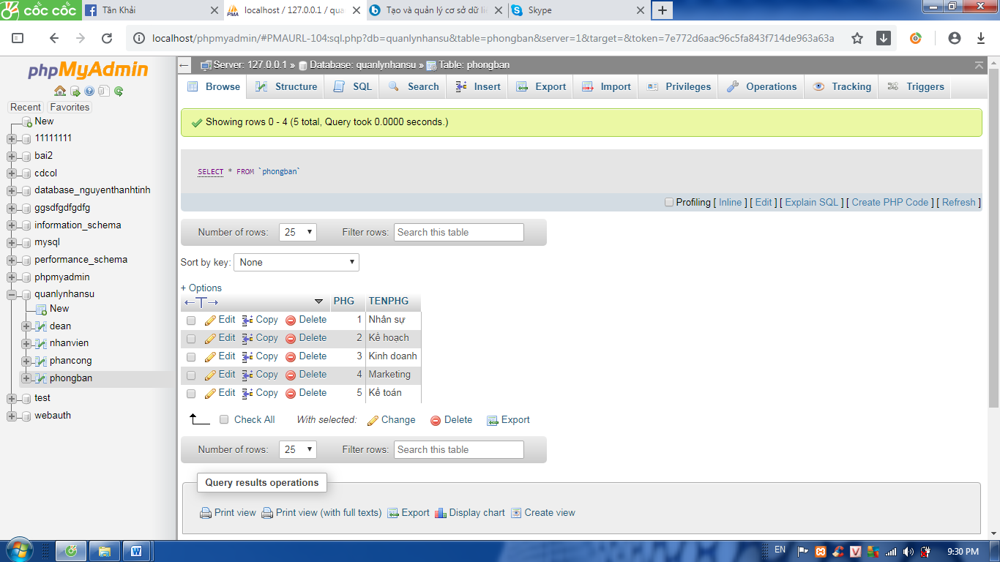 cốc cốc Tân Khải localhost / 127.0.0.1 / qua Tạo và quản lý cơ sở dữ liệ Skype
localhost/phpmyadmin/#PMAURL-104:sql.php?db=quanlynhansu&table=phongban&server=1&target=&token=7e772d6aac96c5fa843f714de963a63a
phpMyAdmin
Recent Favorites
New
11111111
bai2
cdcol
database_nguyenthanhtinh
ggsdfgdfgdfg
information_schema
mysql
performance_schema
phpmyadmin
quanlynhansu
New
dean
nhanvien
phancong
phongban
test
webauth
Server: 127.0.0.1 » Database: quanlynhansu » Table: phongban
Browse Structure SQL Search Insert Export Import Privileges Operations Tracking Triggers
Showing rows 0 - 4 (5 total, Query took 0.0000 seconds.)
SELECT * FROM `phongban`
Profiling [ Inline ] [ Edit ] [ Explain SQL ] [ Create PHP Code ] [ Refresh ]
Number of rows: 25 Filter rows: Search this table
Sort by key: None
+ Options
PHG TENPHG
Edit Copy Delete 1 Nhân sự
Edit Copy Delete 2 Kê hoạch
Edit Copy Delete 3 Kinh doanh
Edit Copy Delete 4 Marketing
Edit Copy Delete 5 Kê toán
Check All With selected: Change Delete Export
Number of rows: 25 Filter rows: Search this table
Query results operations
Print view Print view (with full texts) Export Display chart Create view
EN 9:30 PM